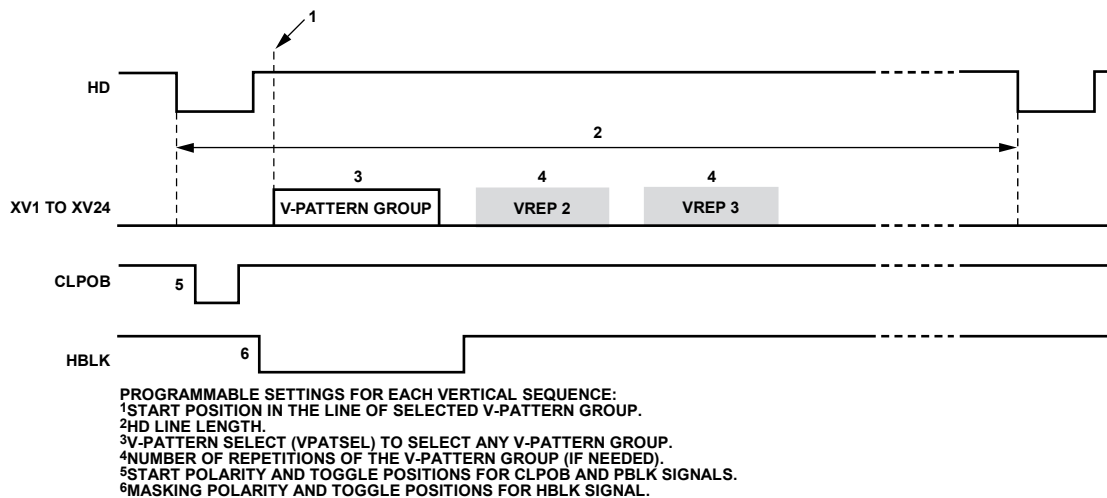 1
HD
2
3 4 4
XV1 TO XV24 V-PATTERN GROUP VREP 2 VREP 3
CLPOB
5
HBLK
6
PROGRAMMABLE SETTINGS FOR EACH VERTICAL SEQUENCE:
1START POSITION IN THE LINE OF SELECTED V-PATTERN GROUP.
2HD LINE LENGTH.
3V-PATTERN SELECT (VPATSEL) TO SELECT ANY V-PATTERN GROUP.
4NUMBER OF REPETITIONS OF THE V-PATTERN GROUP (IF NEEDED).
5START POLARITY AND TOGGLE POSITIONS FOR CLPOB AND PBLK SIGNALS.
6MASKING POLARITY AND TOGGLE POSITIONS FOR HBLK SIGNAL.